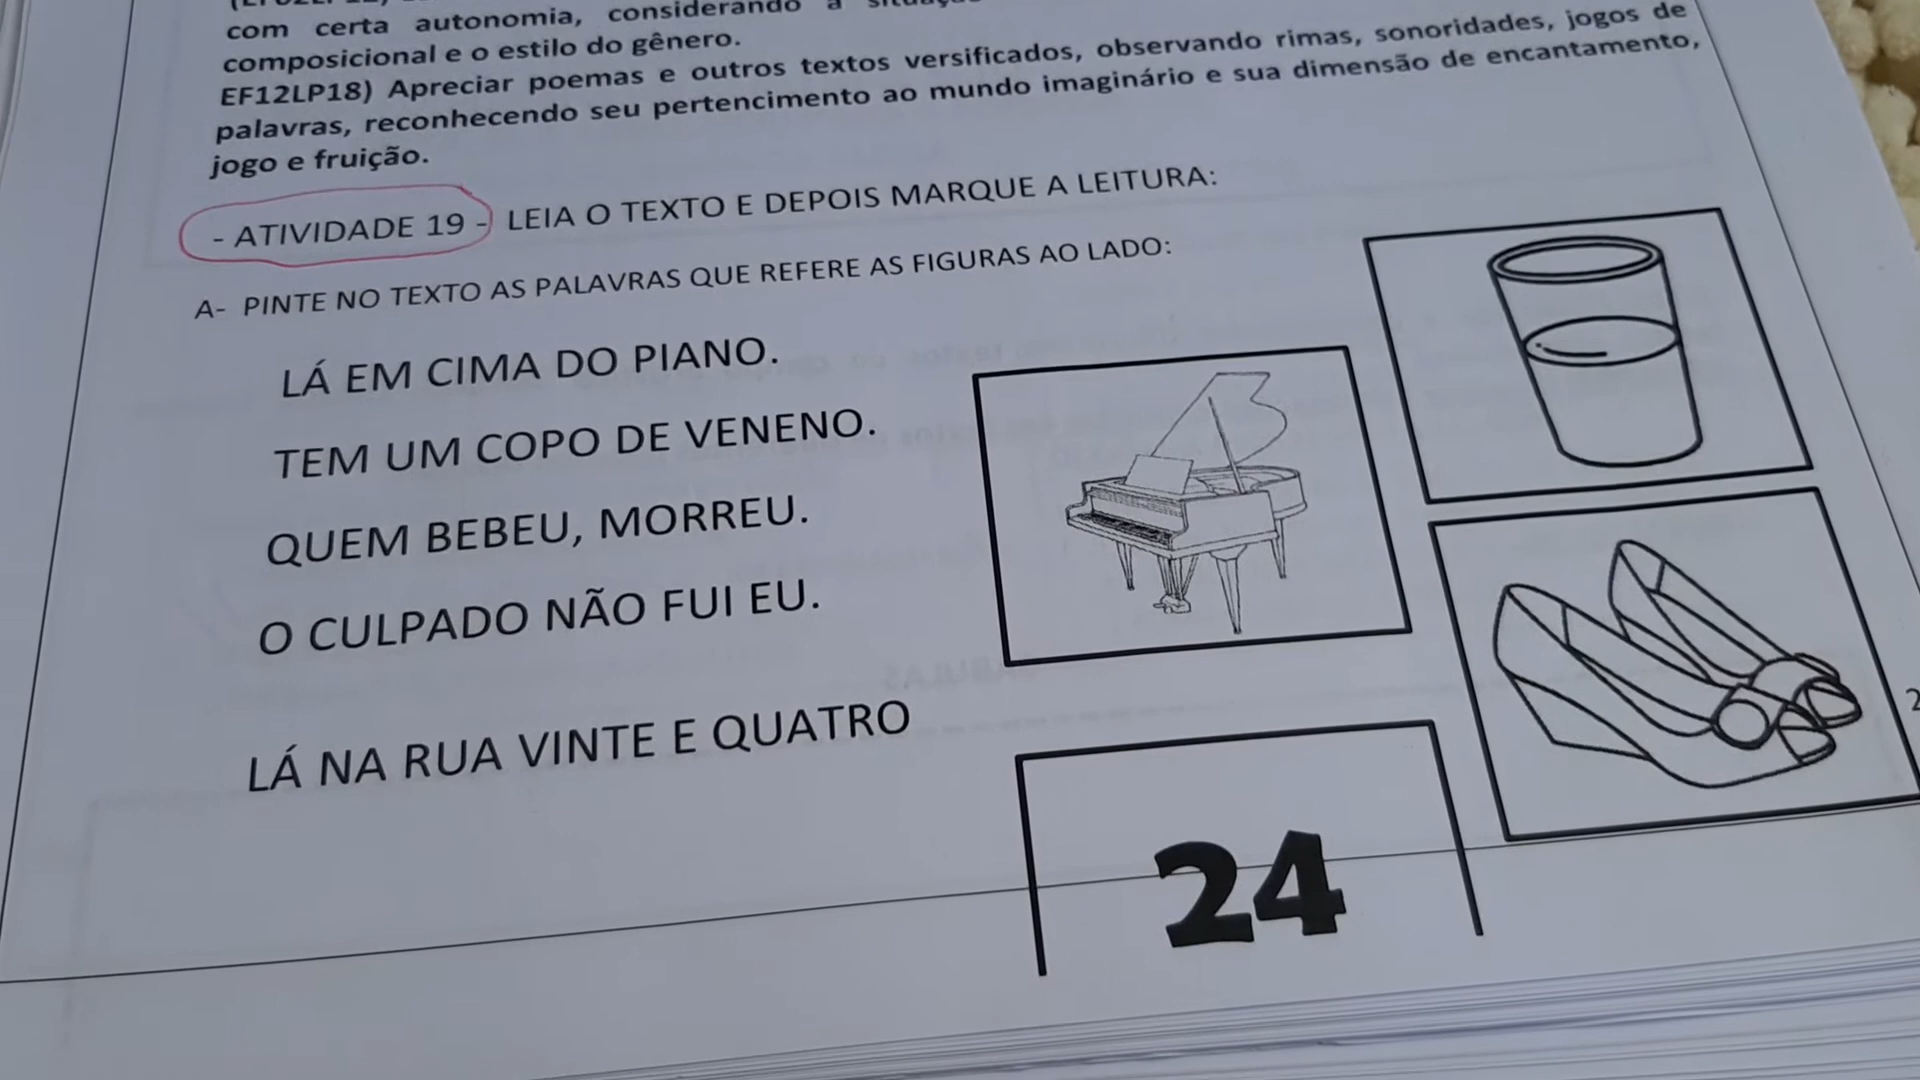 com certa autonomia, considerando a
composicional e o estilo do gênero.
EF12LP18) Apreciar poemas e outros textos versificados, observando rimas, sonoridades, jogos de
palavras, reconhecendo seu pertencimento ao mundo imaginário e sua dimensão de encantamento,
jogo e fruição.
- ATIVIDADE 19 - LEIA O TEXTO E DEPOIS MARQUE A LEITURA:
A- PINTE NO TEXTO AS PALAVRAS QUE REFERE AS FIGURAS AO LADO:
LÁ EM CIMA DO PIANO.
TEM UM COPO DE VENENO.
QUEM BEBEU, MORREU.
O CULPADO NÃO FUI EU.
LÁ NA RUA VINTE E QUATRO
24